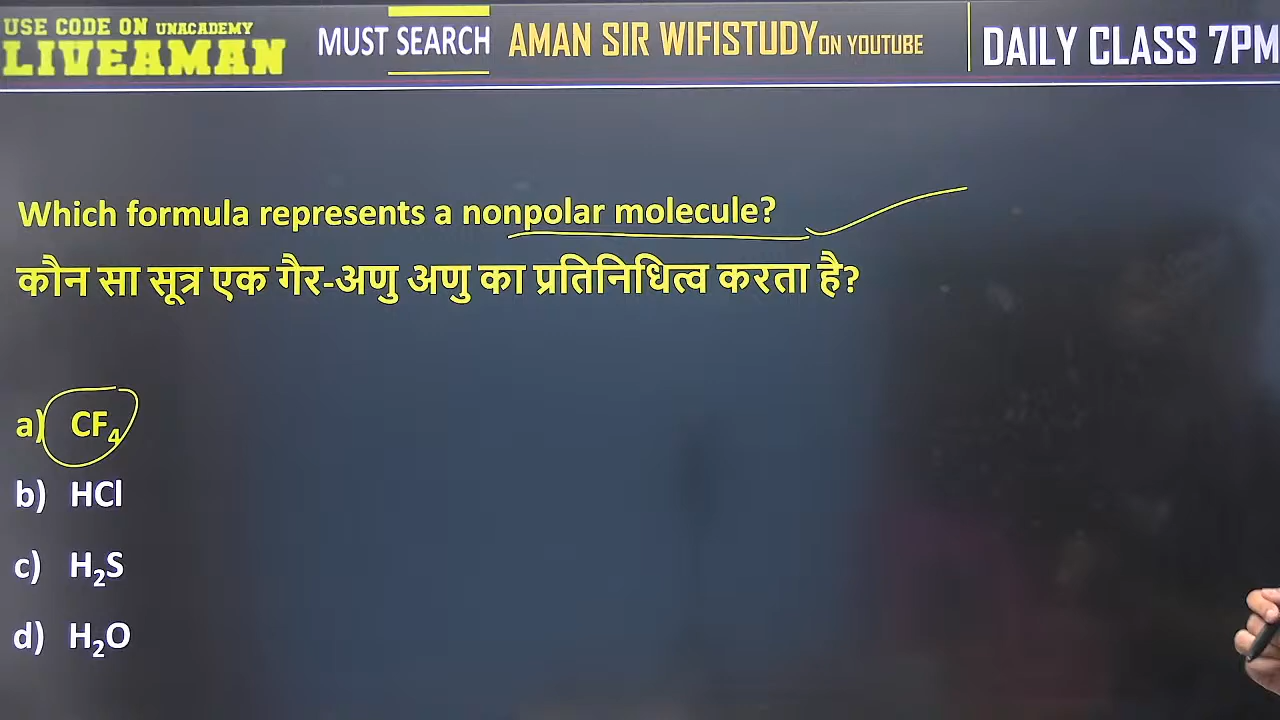 USE CODE ON UNACADEMY
LIVEAMAN
MUST SEARCH
AMAN SIR WIFISTUDY ON YOUTUBE
DAILY CLASS 7PM
Which formula represents a nonpolar molecule?
कौन सा सूत्र एक गैर-अणु अणु का प्रतिनिधित्व करता है?
a) CF₄
b) HCl
c) H₂S
d) H₂O